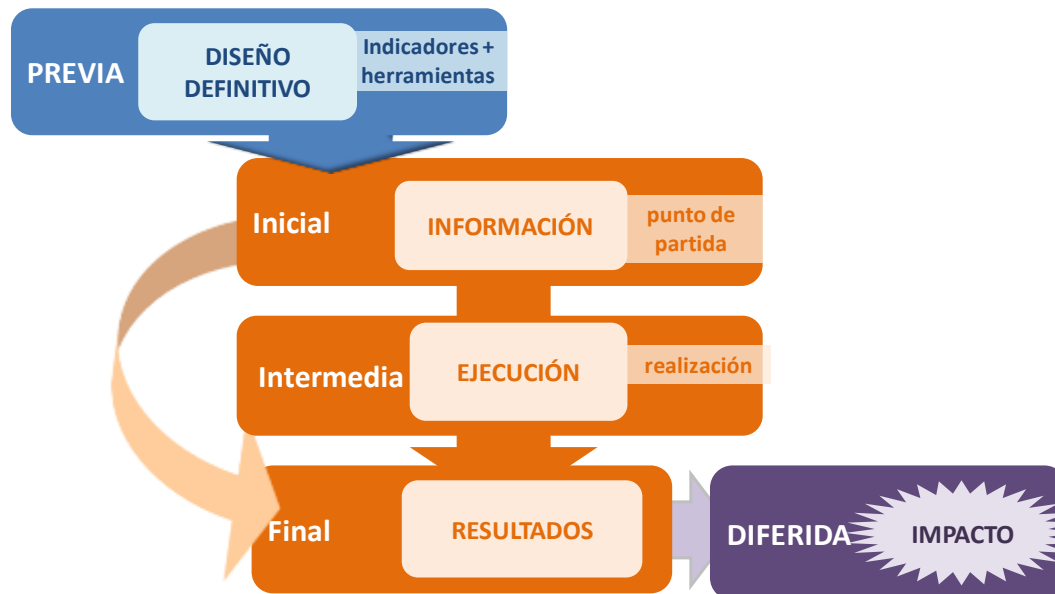 PREVIA
DISEÑO
DEFINITIVO
Indicadores +
herramientas
Inicial
INFORMACIÓN
punto de
partida
Intermedia
EJECUCIÓN
realización
Final
RESULTADOS
DIFERIDA
IMPACTO